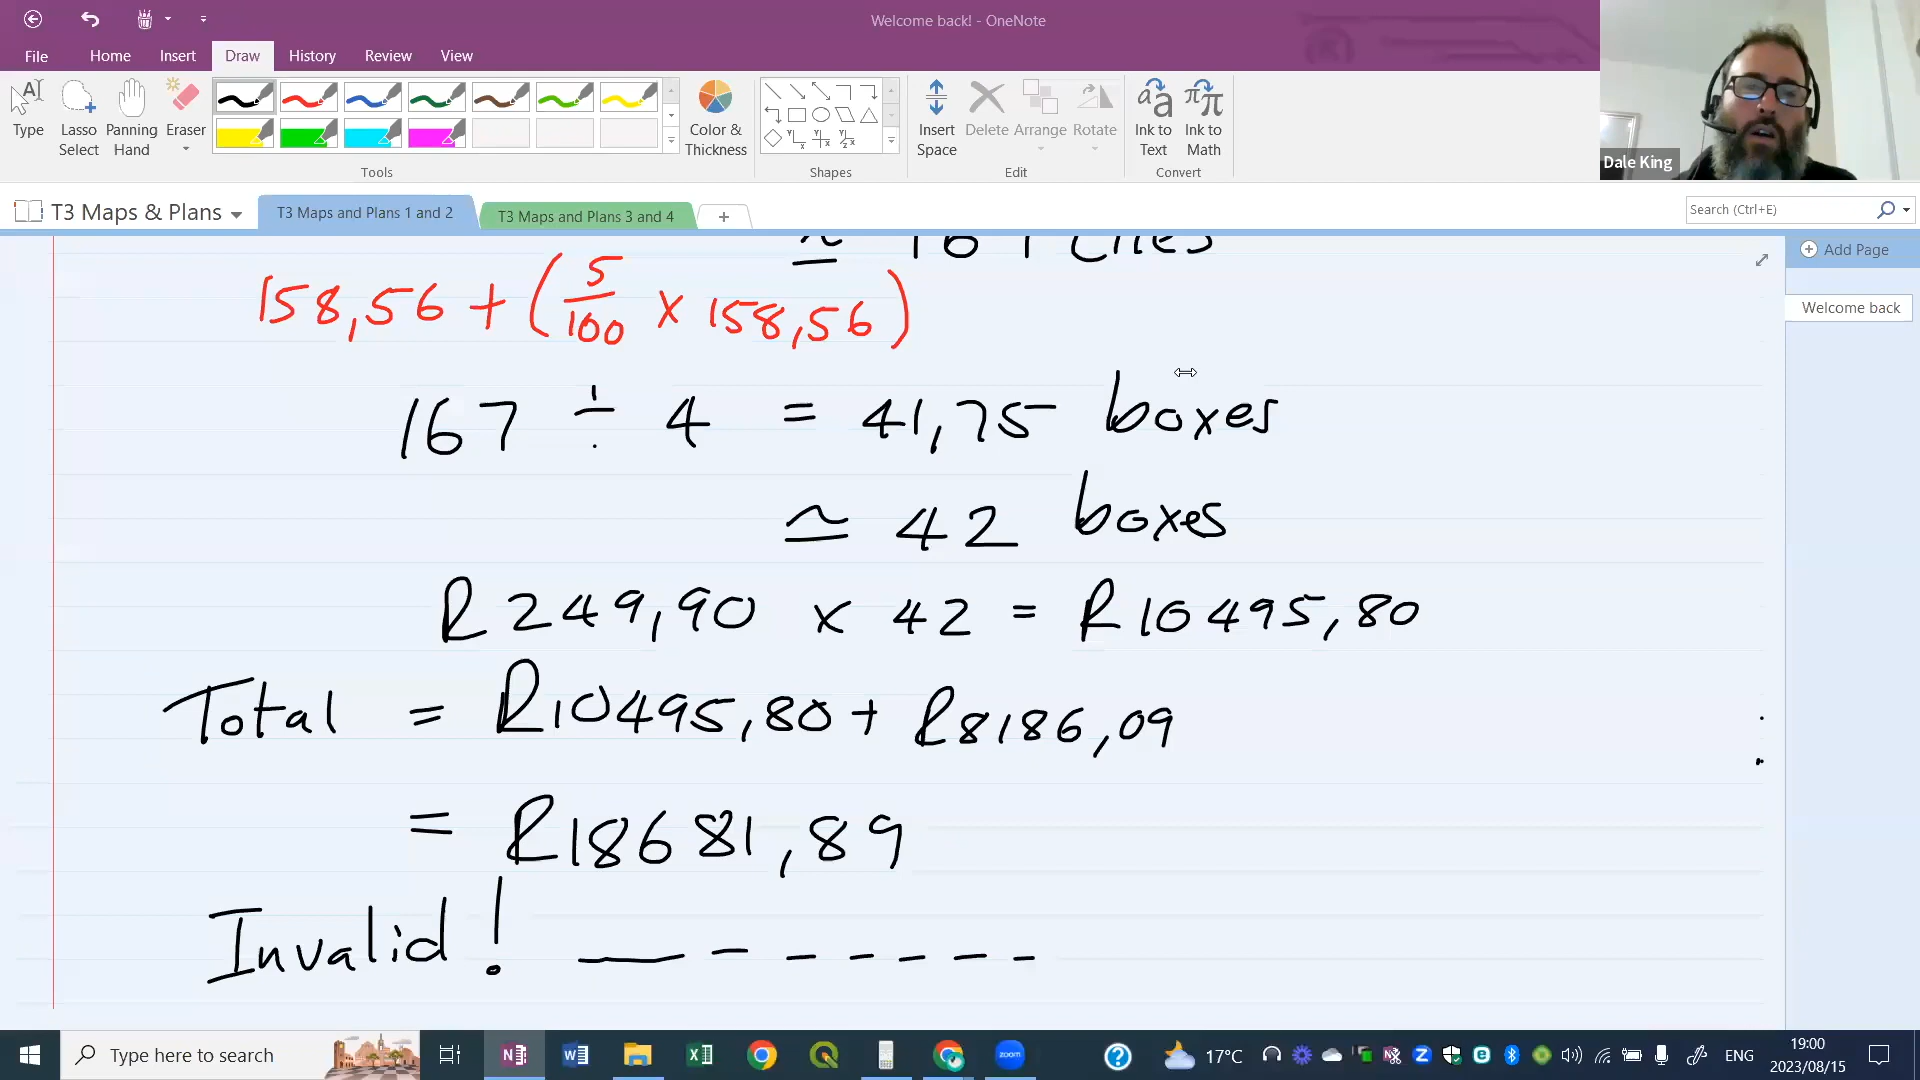 Welcome back! - OneNote
File Home Insert Draw History Review View
Type
Lasso Select
Panning Hand
Eraser
Color & Thickness
Insert Space
Delete
Arrange
Rotate
Ink to Text
Ink to Math
Tools
Shapes
Edit
Convert
Dale King
T3 Maps & Plans
T3 Maps and Plans 1 and 2
T3 Maps and Plans 3 and 4
Search (Ctrl+E)
Add Page
Welcome back
158,56 + (5/100 x 158,56)
167 ÷ 4 = 41,75 boxes
≃ 42 boxes
R249,90 x 42 = R10495,80
Total = R10495,80 + R8186,09
= R18681,89
Invalid!
Type here to search
zoom
17°C
ENG
19:00
2023/08/15